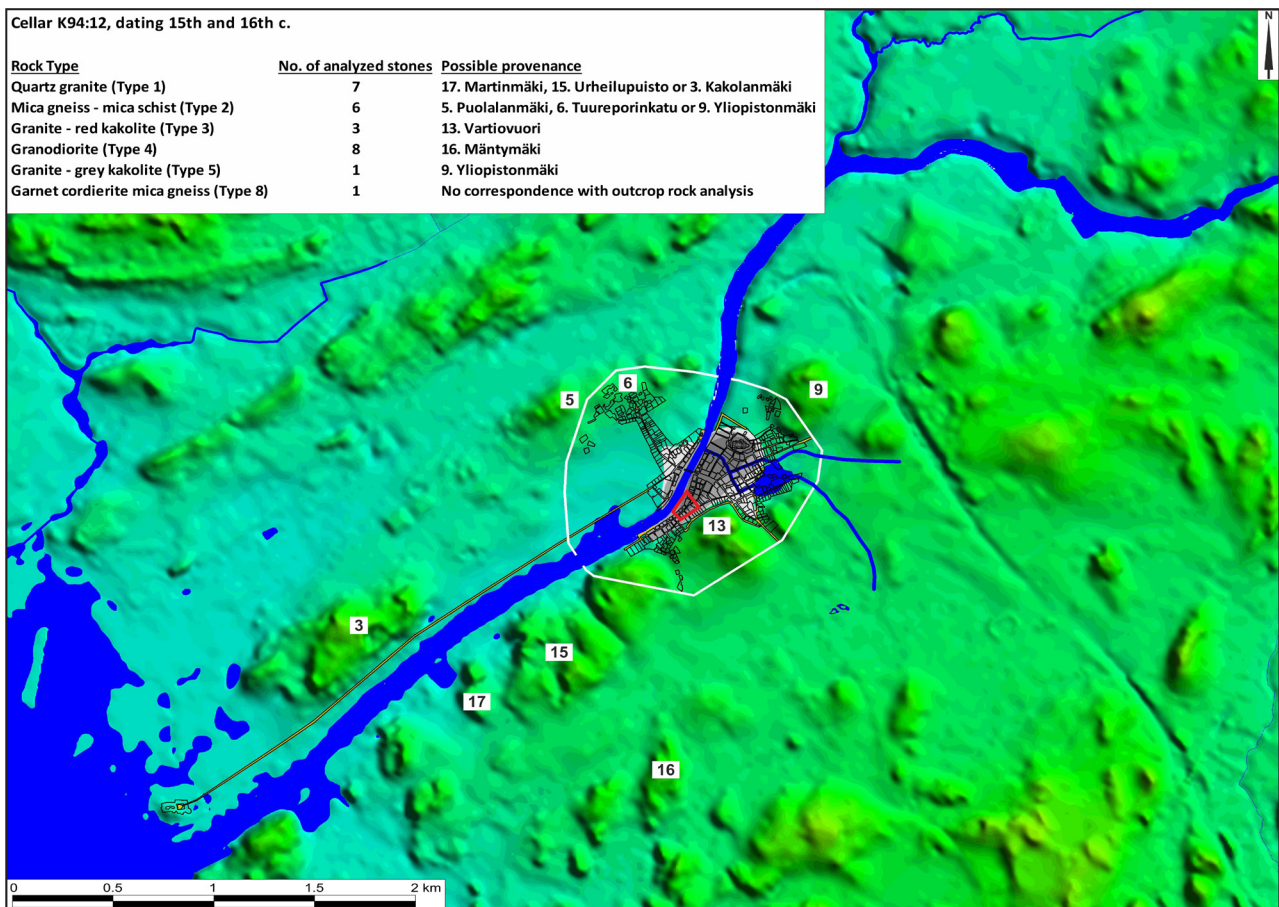 Cellar K94:12, dating 15th and 16th c.
N
Rock Type No. of analyzed stones Possible provenance
Quartz granite (Type 1) 7 17. Martinmäki, 15. Urheilupuisto or 3. Kakolanmäki
Mica gneiss - mica schist (Type 2) 6 5. Puolalanmäki, 6. Tuureporinkatu or 9. Yliopistonmäki
Granite - red kakolite (Type 3) 3 13. Vartiovuori
Granodiorite (Type 4) 8 16. Mäntymäki
Granite - grey kakolite (Type 5) 1 9. Yliopistonmäki
Garnet cordierite mica gneiss (Type 8) 1 No correspondence with outcrop rock analysis
6
9
5
13
3
15
17
16
0 0.5 1 1.5 2 km